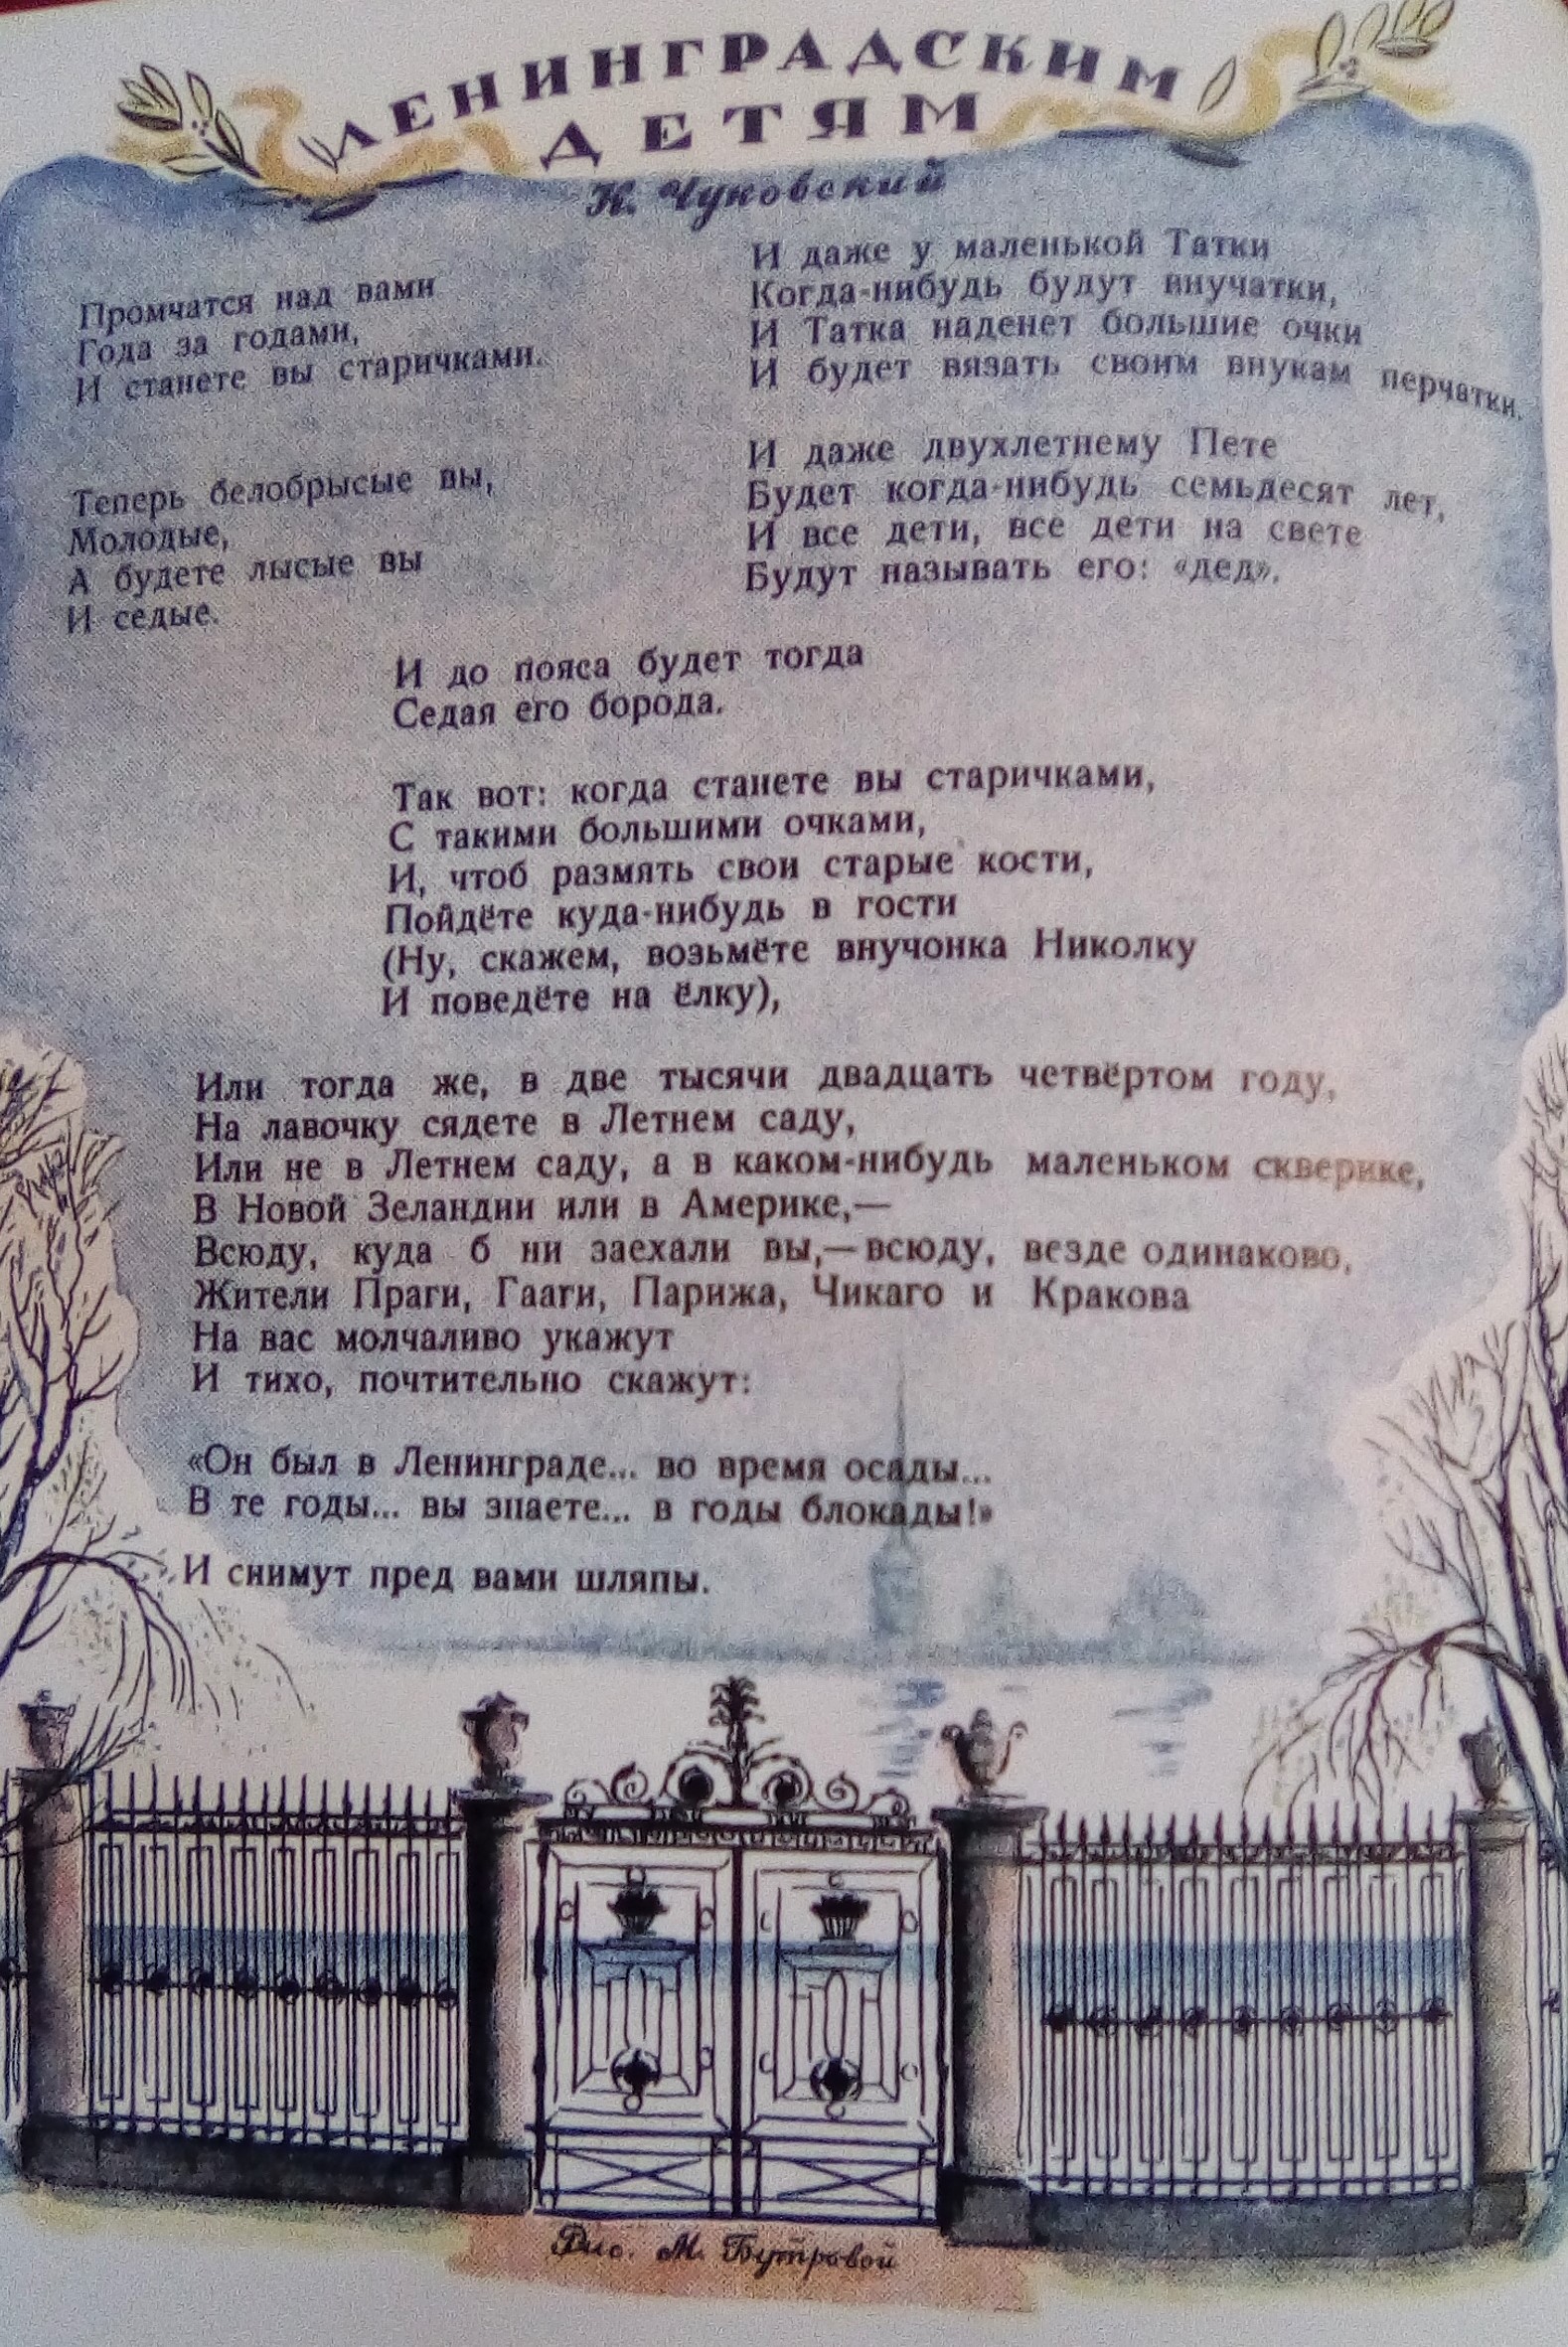 ЛЕНИНГРАДСКИМ
ДЕТЯМ
К. Чуковский
Промчатся над вами
Года за годами,
И станете вы старичками.
Теперь белобрысые вы,
Молодые,
А будете лысые вы
И седые.
И даже у маленькой Татки
Когда-нибудь будут внучатки,
И Татка наденет большие очки
И будет вязать своим внукам перчатки.
И даже двухлетнему Пете
Будет когда-нибудь семьдесят лет,
И все дети, все дети на свете
Будут называть его: «дед».
И до пояса будет тогда
Седая его борода.
Так вот: когда станете вы старичками,
С такими большими очками,
И, чтоб размять свои старые кости,
Пойдёте куда-нибудь в гости
(Ну, скажем, возьмёте внучонка Николку
И поведёте на ёлку),
Или тогда же, в две тысячи двадцать четвёртом году,
На лавочку сядете в Летнем саду,
Или не в Летнем саду, а в каком-нибудь маленьком скверике,
В Новой Зеландии или в Америке,—
Всюду, куда б ни заехали вы,—всюду, везде одинаково,
Жители Праги, Гааги, Парижа, Чикаго и Кракова
На вас молчаливо укажут
И тихо, почтительно скажут:
«Он был в Ленинграде... во время осады...
В те годы... вы знаете... в годы блокады!»
И снимут пред вами шляпы.
Рис. М. Бутровой